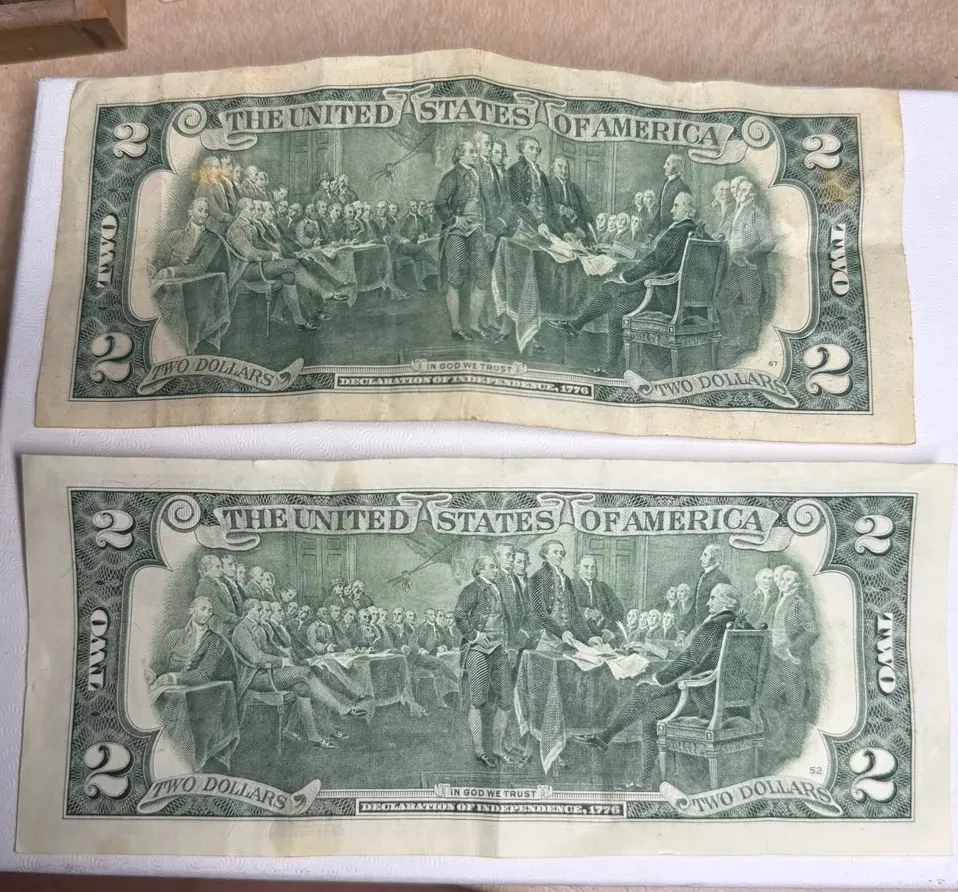 2 THE UNITED STATES OF AMERICA 2
TWO TWO
67
2 TWO DOLLARS IN GOD WE TRUST TWO DOLLARS 2
DECLARATION OF INDEPENDENCE, 1776
2 THE UNITED STATES OF AMERICA 2
TWO TWO
52
2 TWO DOLLARS IN GOD WE TRUST TWO DOLLARS 2
DECLARATION OF INDEPENDENCE, 1776